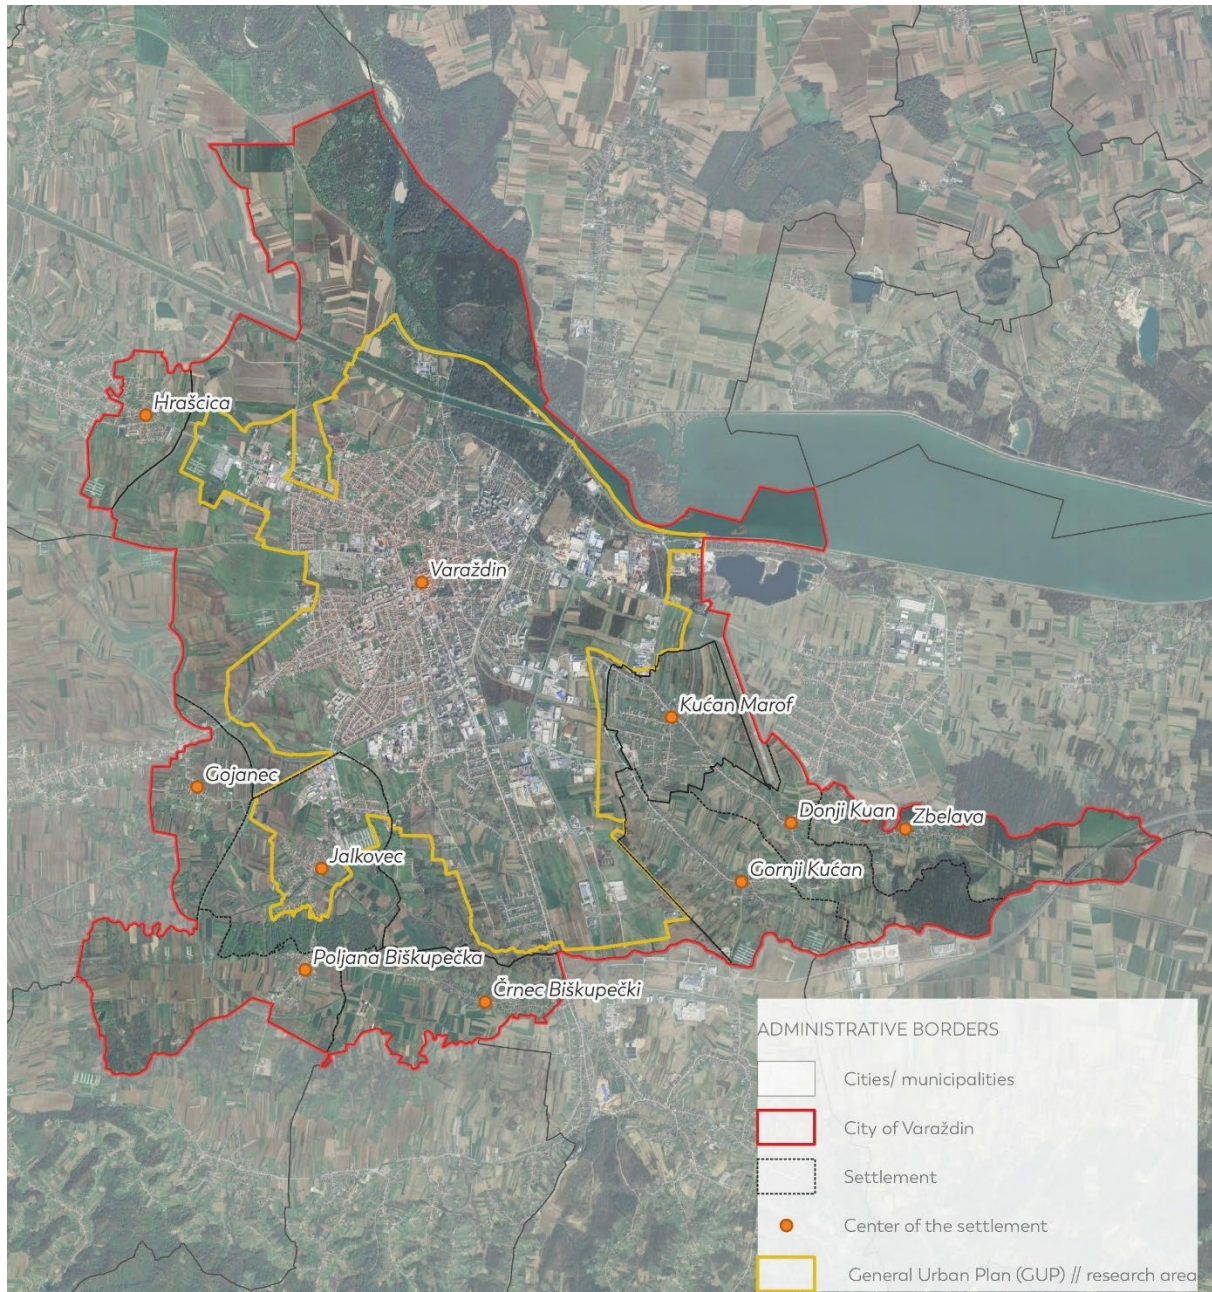 Hrašcica
Varaždin
Kućan Marof
Gojanec
Donji Kuan
Zbelava
Jalkovec
Gornji Kućan
Poljana Biškupečka
Črnec Biškupečki
ADMINISTRATIVE BORDERS
Cities/ municipalities
City of Varaždin
Settlement
Center of the settlement
General Urban Plan (GUP) // research area